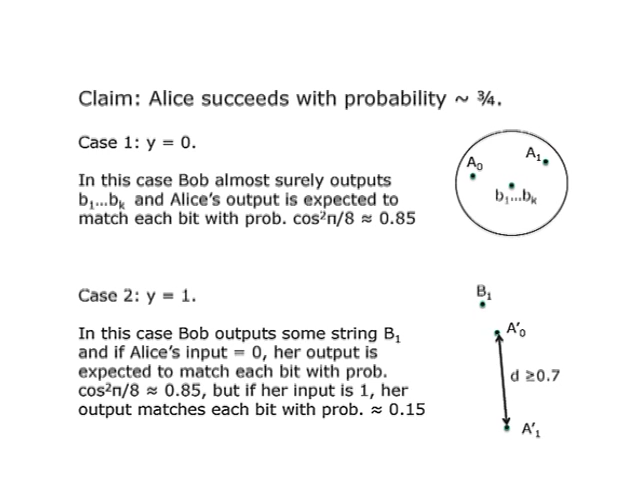 Claim: Alice succeeds with probability ~ ¾.
Case 1: y = 0.
In this case Bob almost surely outputs
b₁...bₖ and Alice's output is expected to
match each bit with prob. cos²π/8 ≈ 0.85
A₀
A₁
b₁...bₖ
Case 2: y = 1.
In this case Bob outputs some string B₁
and if Alice's input = 0, her output is
expected to match each bit with prob.
cos²π/8 ≈ 0.85, but if her input is 1, her
output matches each bit with prob. ≈ 0.15
B₁
A'₀
d ≥0.7
A'₁